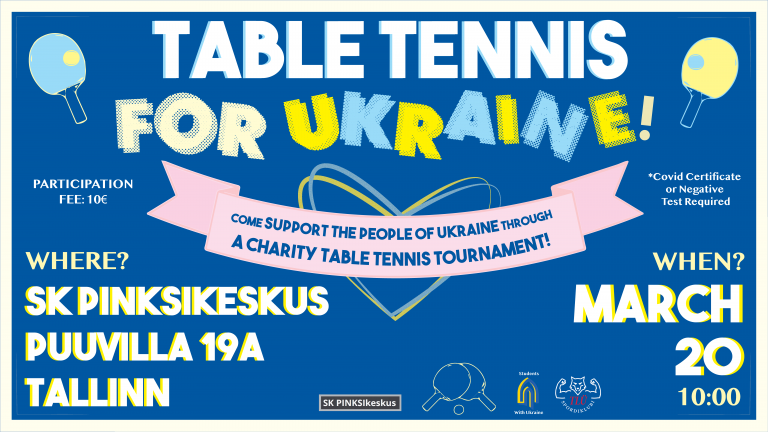 TABLE TENNIS
FOR UKRAINE!
PARTICIPATION
FEE: 10€
*Covid Certificate
or Negative
Test Required
COME SUPPORT THE PEOPLE OF UKRAINE THROUGH
A CHARITY TABLE TENNIS TOURNAMENT!
WHERE?
SK PINKSIKESKUS
PUUVILLA 19A
TALLINN
WHEN?
MARCH
20
10:00
SK PINKSIkeskus
Students
With Ukraine
SPORDIKLUBI